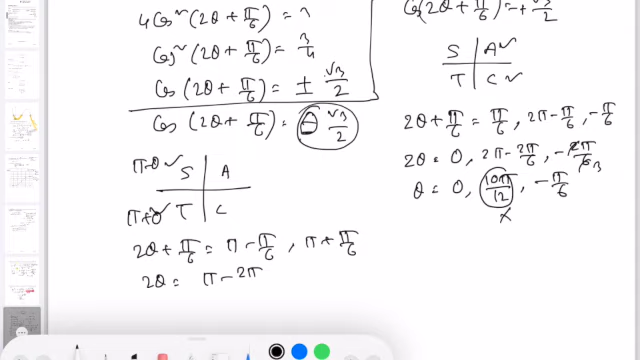 4Cos²(2θ + π/6) = 3
Cos²(2θ + π/6) = 3/4
Cos(2θ + π/6) = ± √3/2
Cos(2θ + π/6) = - √3/2
π-θ ✓ S A
π+θ ✓ T C
2θ + π/6 = π - π/6, π + π/6
2θ = π - 2π
Cos(2θ + π/6) = + √3/2
S A ✓
T C ✓
2θ + π/6 = π/6, 2π - π/6, -π/6
2θ = 0, 2π - 2π/6, -2π/6 3
θ = 0, 10π/12, -π/6
x